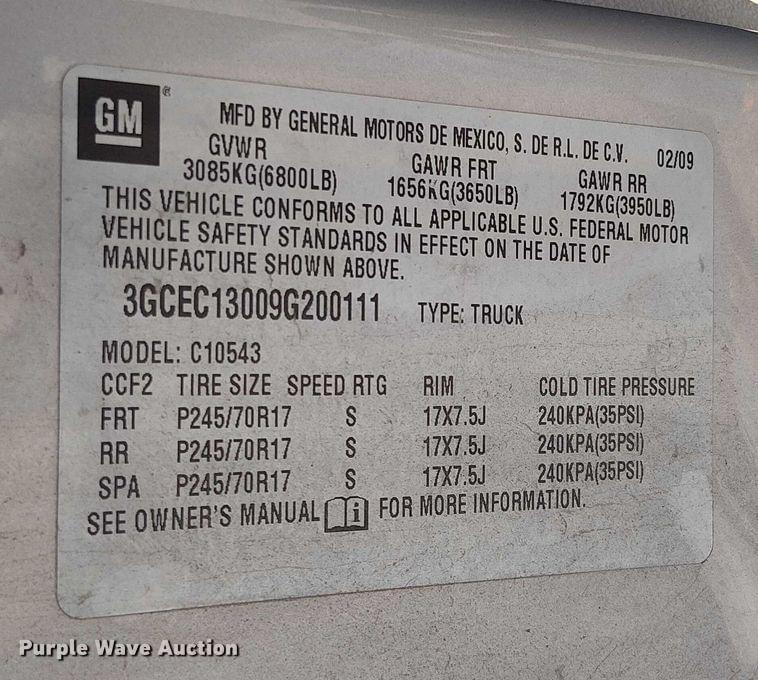 GM ®
MFD BY GENERAL MOTORS DE MEXICO, S. DE R.L. DE C.V. 02/09
GVWR GAWR FRT GAWR RR
3085KG(6800LB) 1656KG(3650LB) 1792KG(3950LB)
THIS VEHICLE CONFORMS TO ALL APPLICABLE U.S. FEDERAL MOTOR
VEHICLE SAFETY STANDARDS IN EFFECT ON THE DATE OF
MANUFACTURE SHOWN ABOVE.
3GCEC13009G200111 TYPE: TRUCK
MODEL: C10543
CCF2 TIRE SIZE SPEED RTG RIM COLD TIRE PRESSURE
FRT P245/70R17 S 17X7.5J 240KPA(35PSI)
RR P245/70R17 S 17X7.5J 240KPA(35PSI)
SPA P245/70R17 S 17X7.5J 240KPA(35PSI)
SEE OWNER'S MANUAL i FOR MORE INFORMATION.
Purple Wave Auction